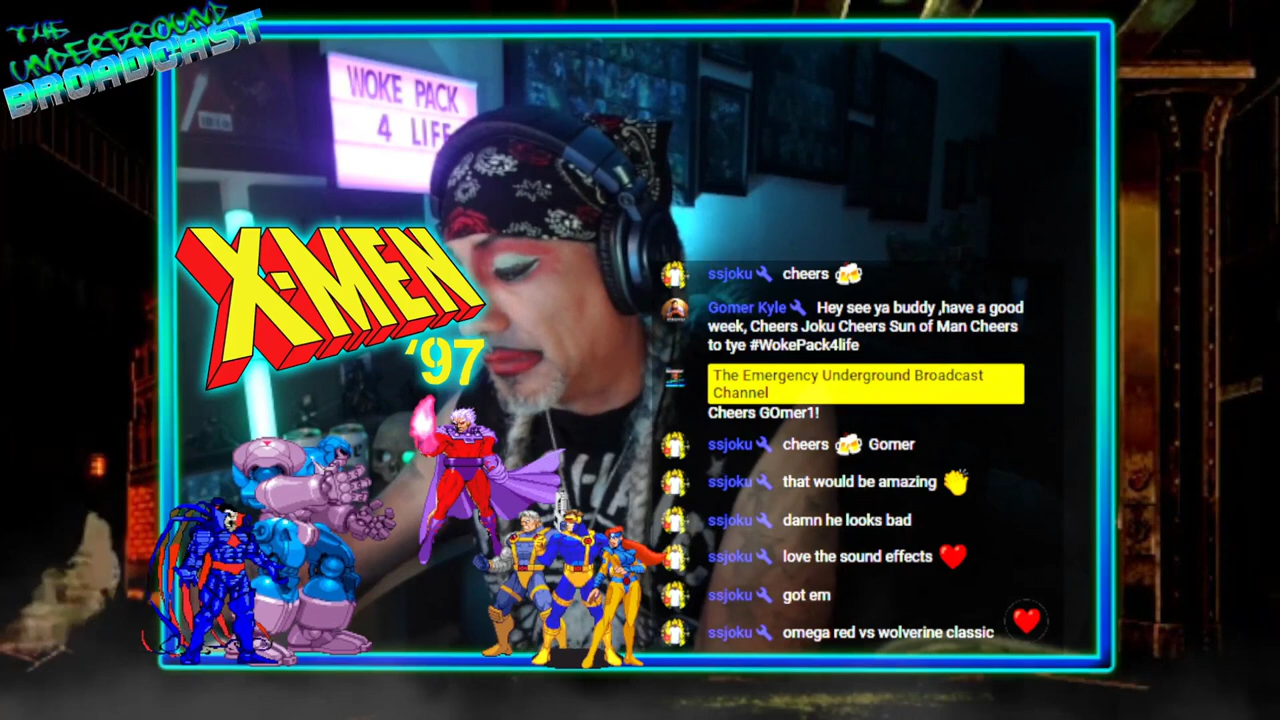 THE
UNDERGROUND
BROADCAST
WOKE PACK
4 LIFE
X-MEN
'97
ssjoku cheers
Gomer Kyle Hey see ya buddy ,have a good
week, Cheers Joku Cheers Sun of Man Cheers
to tye #WokePack4life
The Emergency Underground Broadcast
Channel
Cheers GOmer1!
ssjoku cheers Gomer
ssjoku that would be amazing
ssjoku damn he looks bad
ssjoku love the sound effects
ssjoku got em
ssjoku omega red vs wolverine classic